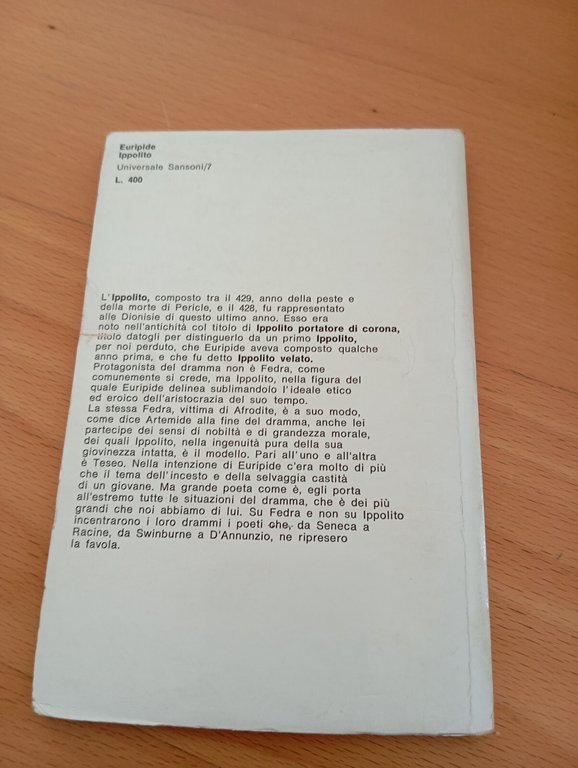 Euripide
Ippolito
Universale Sansoni/7
L. 400
L'Ippolito, composto tra il 429, anno della peste e
della morte di Pericle, e il 428, fu rappresentato
alle Dionisie di questo ultimo anno. Esso era
noto nell'antichità col titolo di Ippolito portatore di corona,
titolo datogli per distinguerlo da un primo Ippolito,
per noi perduto, che Euripide aveva composto qualche
anno prima, e che fu detto Ippolito velato.
Protagonista del dramma non è Fedra, come
comunemente si crede, ma Ippolito, nella figura del
quale Euripide delinea sublimandolo l'ideale etico
ed eroico dell'aristocrazia del suo tempo.
La stessa Fedra, vittima di Afrodite, è a suo modo,
come dice Artemide alla fine del dramma, anche lei
partecipe dei sensi di nobiltà e di grandezza morale,
dei quali Ippolito, nella ingenuità pura della sua
giovinezza intatta, è il modello. Pari all'uno e all'altra
è Teseo. Nella intenzione di Euripide c'era molto di più
che il tema dell'incesto e della selvaggia castità
di un giovane. Ma grande poeta come è, egli porta
all'estremo tutte le situazioni del dramma, che è dei più
grandi che noi abbiamo di lui. Su Fedra e non su Ippolito
incentrarono i loro drammi i poeti che, da Seneca a
Racine, da Swinburne a D'Annunzio, ne ripresero
la favola.